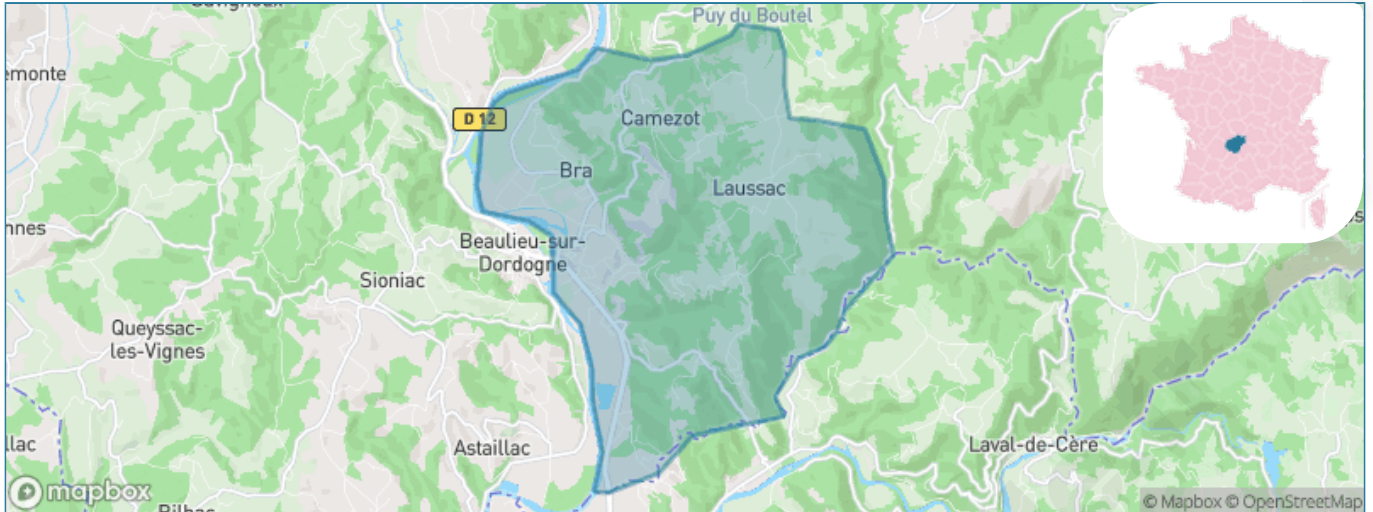 Puy du Boutel
emonte
D 12
Camezot
Bra
Laussac
nnes
Beaulieu-sur-
Dordogne
Sioniac
Queyssac-
les-Vignes
llac
Astaillac
Laval-de-Cère
mapbox
© Mapbox © OpenStreetMap